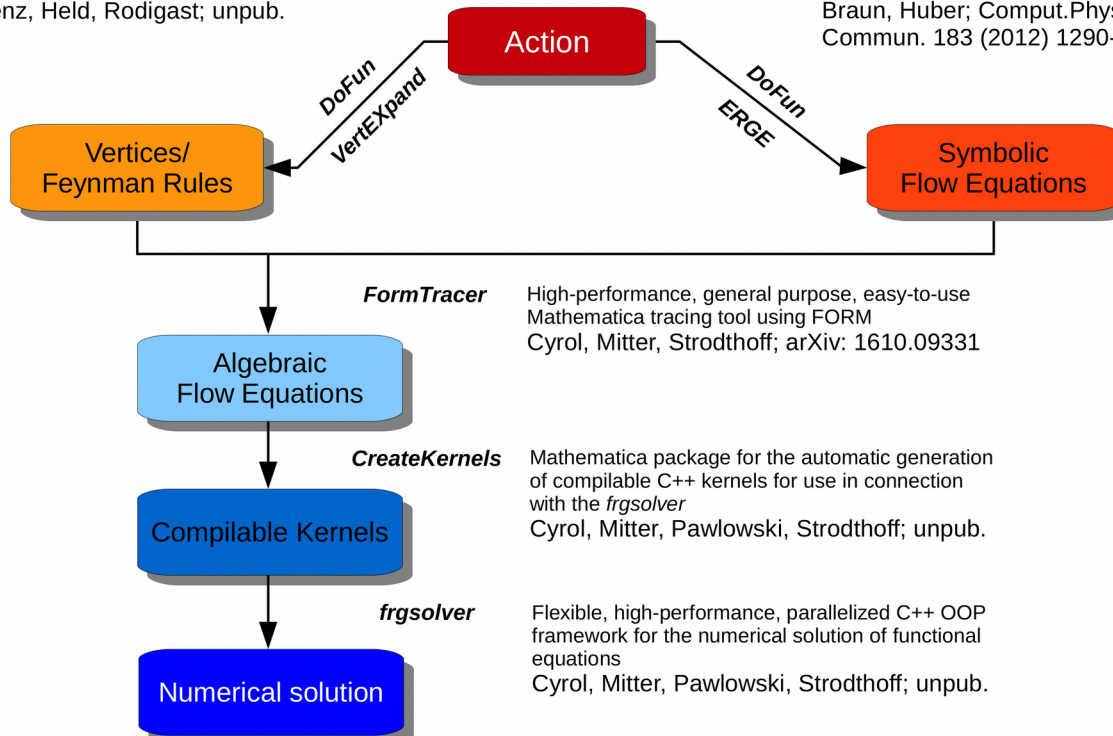 Held, Rodigast; unpub.
Braun, Huber; Comput.Phys
Commun. 183 (2012) 1290-
Action
DoFun
VertEXpand
DoFun
ERGE
Vertices/
Feynman Rules
Symbolic
Flow Equations
FormTracer
High-performance, general purpose, easy-to-use
Mathematica tracing tool using FORM
Cyrol, Mitter, Strodthoff; arXiv: 1610.09331
Algebraic
Flow Equations
CreateKernels
Mathematica package for the automatic generation
of compilable C++ kernels for use in connection
with the frgsolver
Cyrol, Mitter, Pawlowski, Strodthoff; unpub.
Compilable Kernels
frgsolver
Flexible, high-performance, parallelized C++ OOP
framework for the numerical solution of functional
equations
Cyrol, Mitter, Pawlowski, Strodthoff; unpub.
Numerical solution